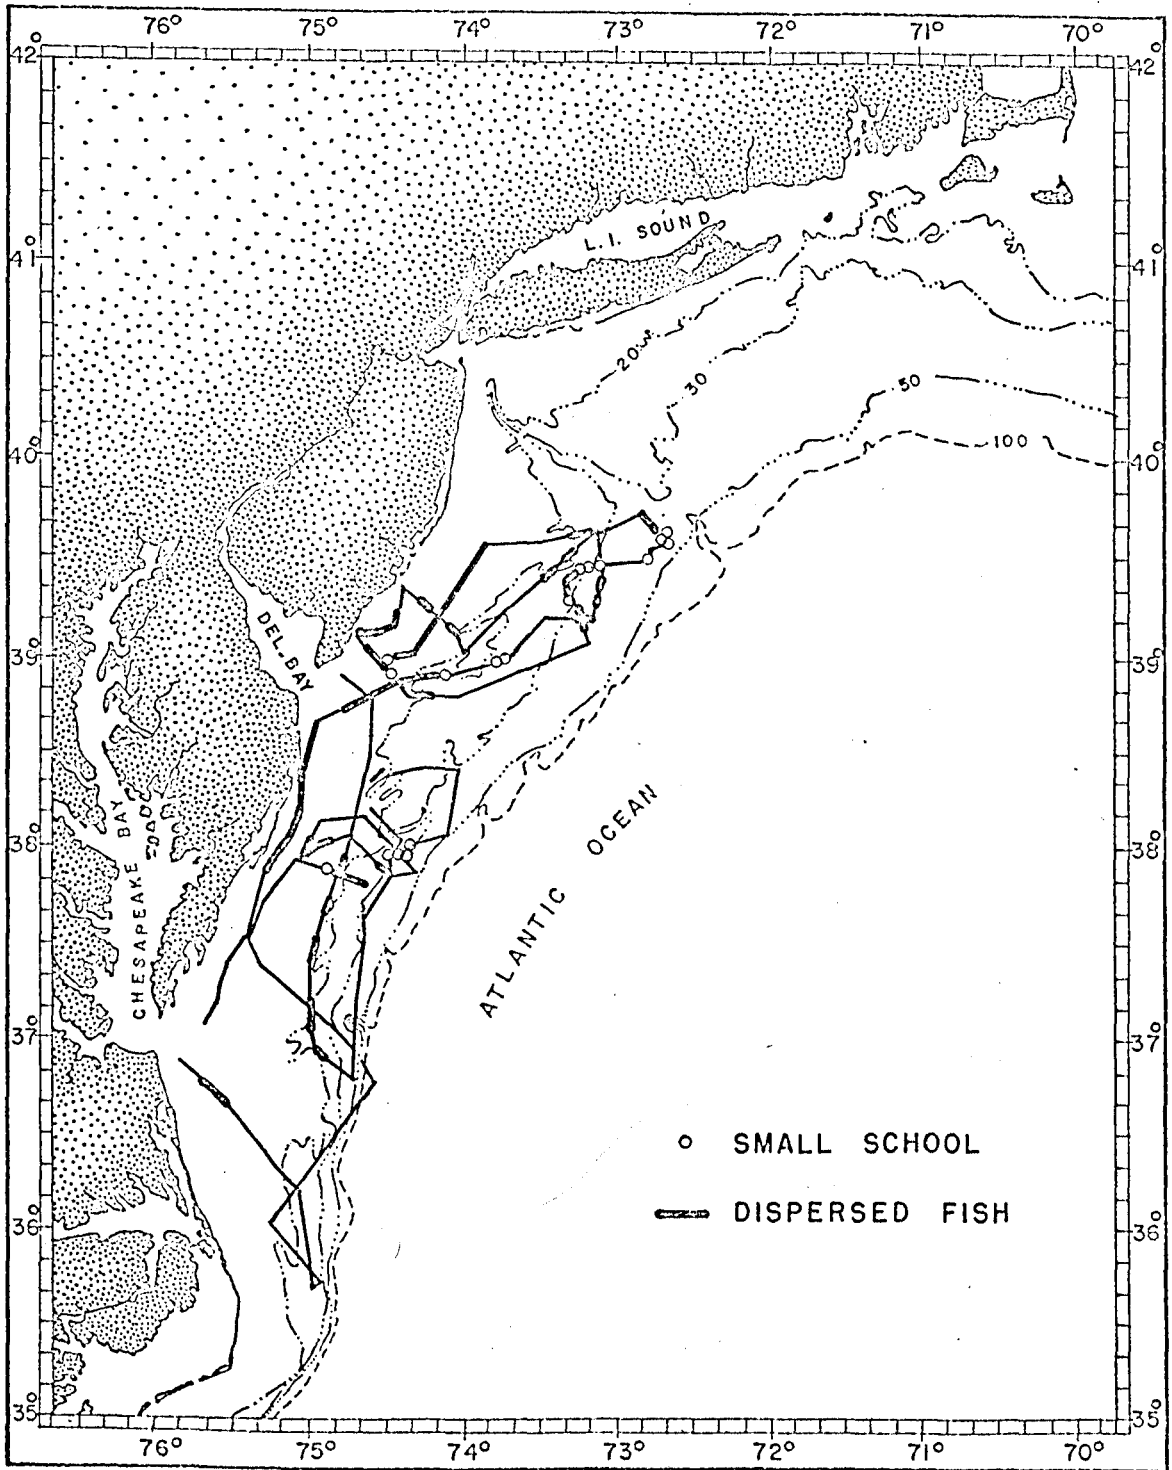 76° 75° 74° 73° 72° 71° 70°
42° 42
41° 41°
L.I. SOUND
20
30
50
100
40° 40°
DEL. BAY
39° 39°
CHESAPEAKE BAY
38° 38°
ATLANTIC OCEAN
37° 37°
SMALL SCHOOL
DISPERSED FISH
36° 36°
35° 35°
76° 75° 74° 73° 72° 71° 70°